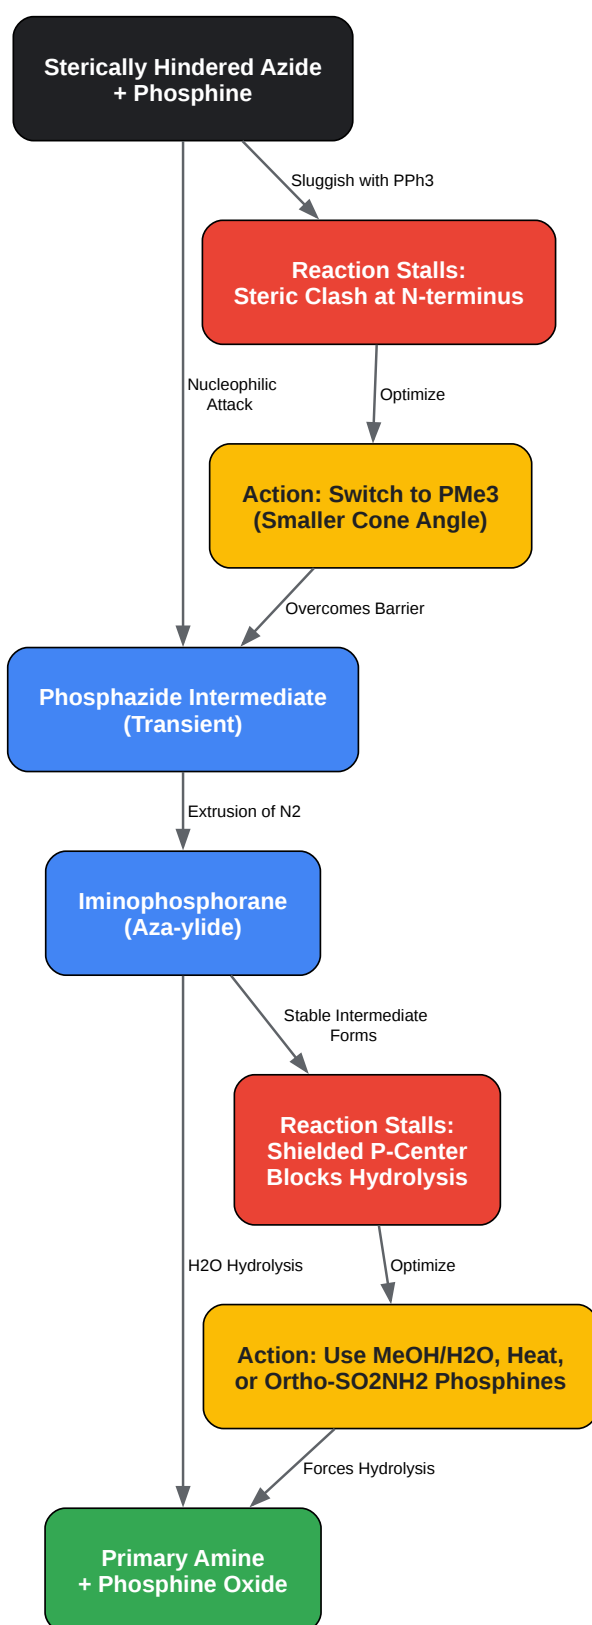 Sterically Hindered Azide
+ Phosphine
Sluggish with PPh3
Reaction Stalls:
Steric Clash at N-terminus
Nucleophilic
Attack
Optimize
Action: Switch to PMe3
(Smaller Cone Angle)
Overcomes Barrier
Phosphazide Intermediate
(Transient)
Extrusion of N2
Iminophosphorane
(Aza-ylide)
Stable Intermediate
Forms
Reaction Stalls:
Shielded P-Center
Blocks Hydrolysis
H2O Hydrolysis
Optimize
Action: Use MeOH/H2O, Heat,
or Ortho-SO2NH2 Phosphines
Forces Hydrolysis
Primary Amine
+ Phosphine Oxide